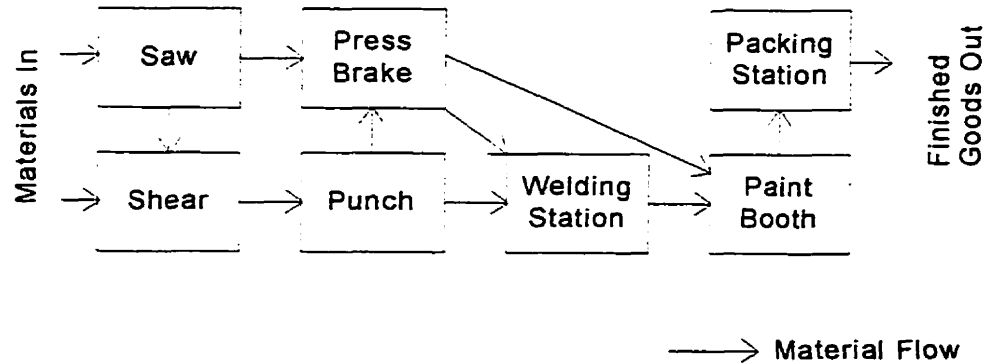 Materials In
Saw
Press
Brake
Packing
Station
Finished
Goods Out
Shear
Punch
Welding
Station
Paint
Booth
Material Flow